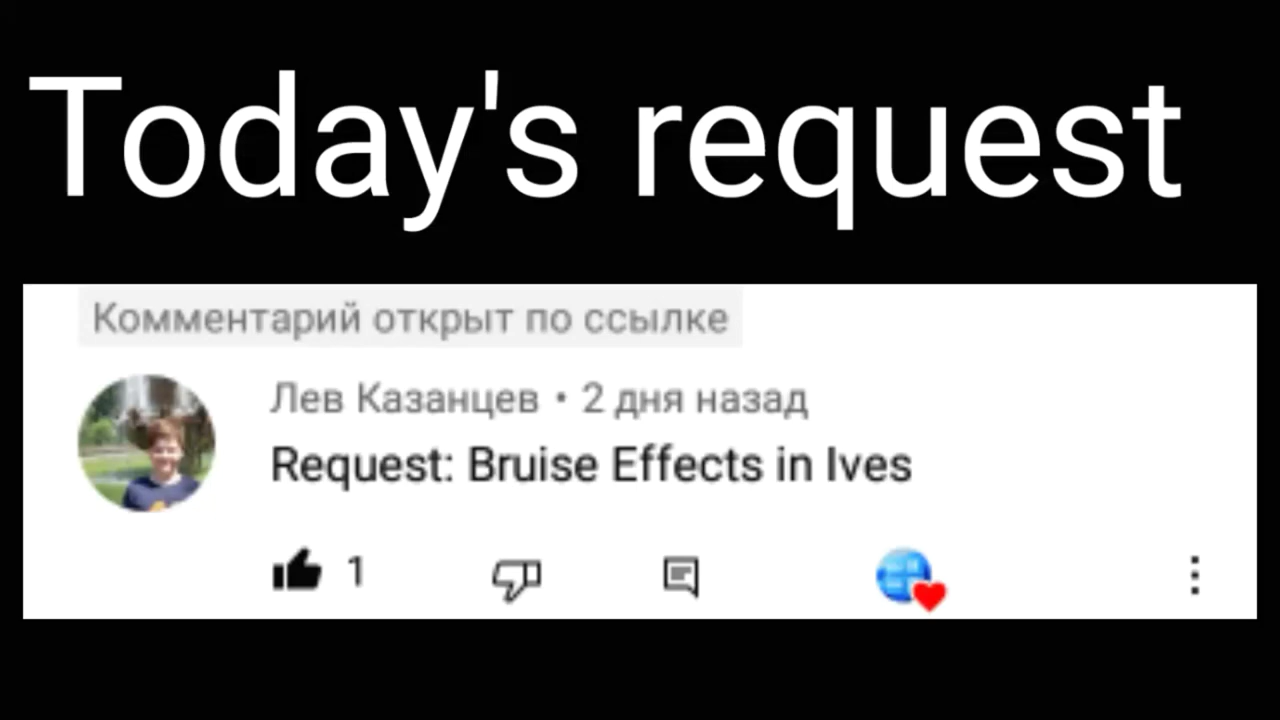 Today's request
Комментарий открыт по ссылке
Лев Казанцев • 2 дня назад
Request: Bruise Effects in Ives
1